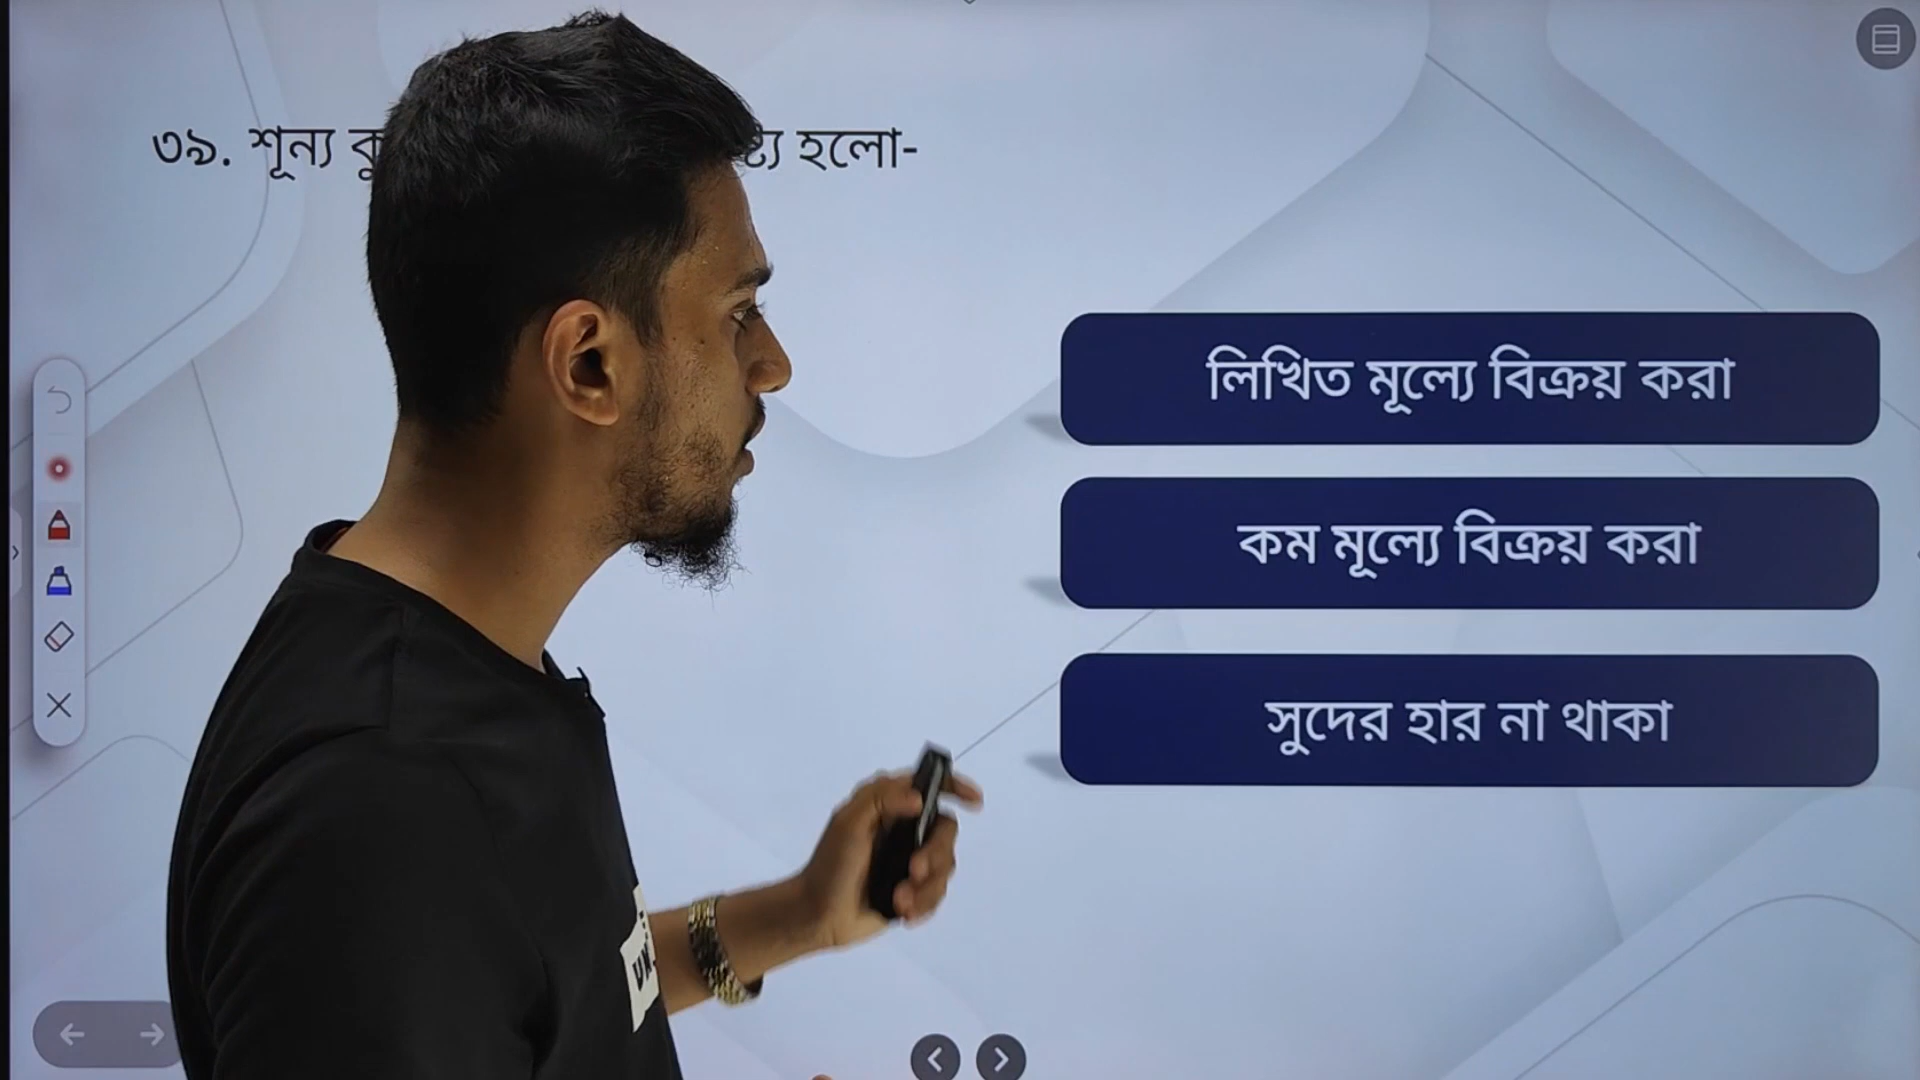 ৩৯. শূন্য হলো-
লিখিত মূল্যে বিক্রয় করা
কম মূল্যে বিক্রয় করা
সুদের হার না থাকা